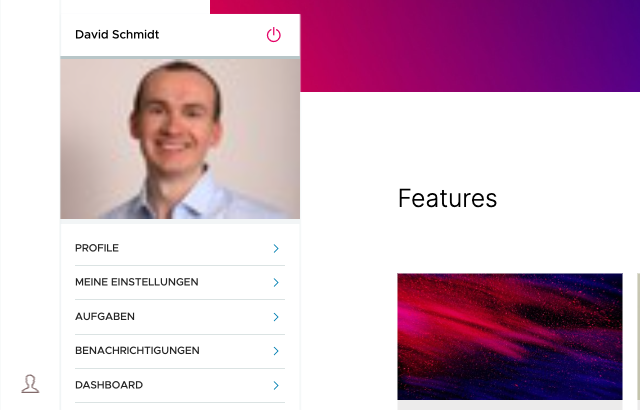 David Schmidt
Features
PROFILE
MEINE EINSTELLUNGEN
AUFGABEN
BENACHRICHTIGUNGEN
DASHBOARD